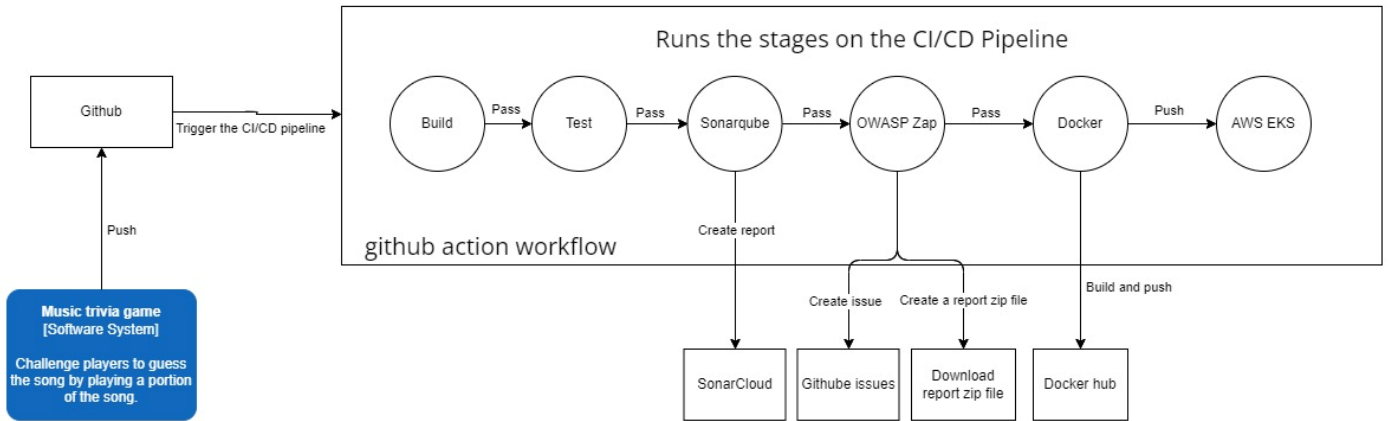 Runs the stages on the CI/CD Pipeline
Github
Trigger the CI/CD pipeline
Build
Pass
Test
Pass
Sonarqube
Pass
OWASP Zap
Pass
Docker
Push
AWS EKS
Push
Create report
github action workflow
Create issue
Create a report zip file
Build and push
Music trivia game
[Software System]
Challenge players to guess
the song by playing a portion
of the song.
SonarCloud
Githube issues
Download
report zip file
Docker hub